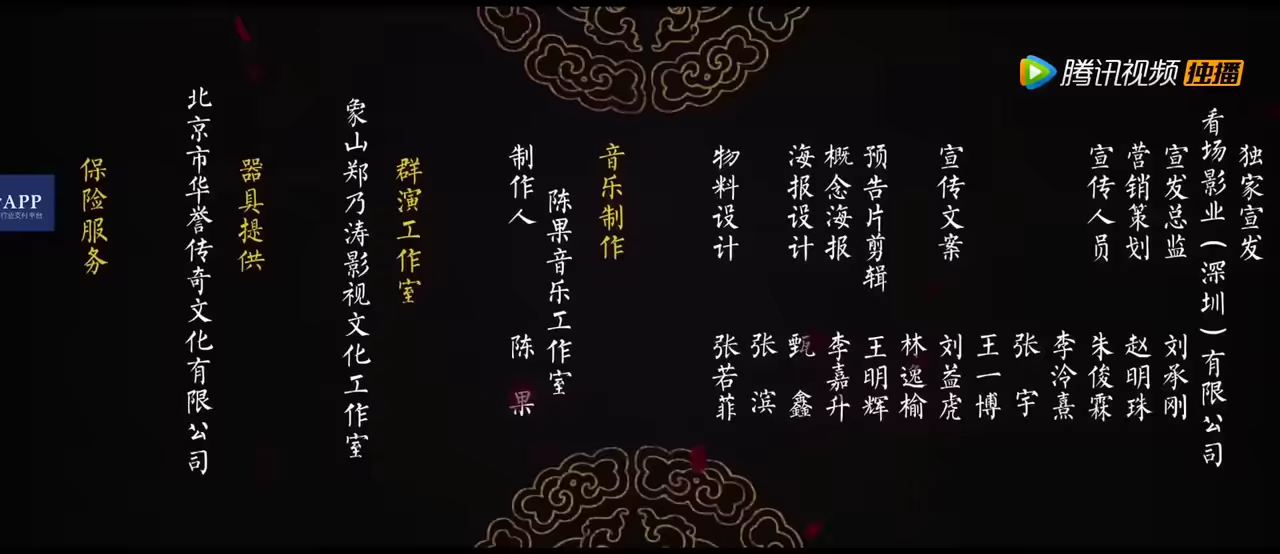 腾讯视频 独播
独家宣发
看场影业（深圳）有限公司
宣发总监 刘承刚
营销策划 赵明珠
宣传人员 朱俊霖
李泠熹
张宇
王一博
宣传文案 刘益虎
林逸榆
预告片剪辑 王明辉
概念海报 李嘉升
海报设计 甄鑫
张滨
物料设计 张若菲
音乐制作
陈果音乐工作室
制作人 陈果
群演工作室
象山郑乃涛影视文化工作室
器具提供
北京市华誉传奇文化有限公司
保险服务
APP
行业支付平台